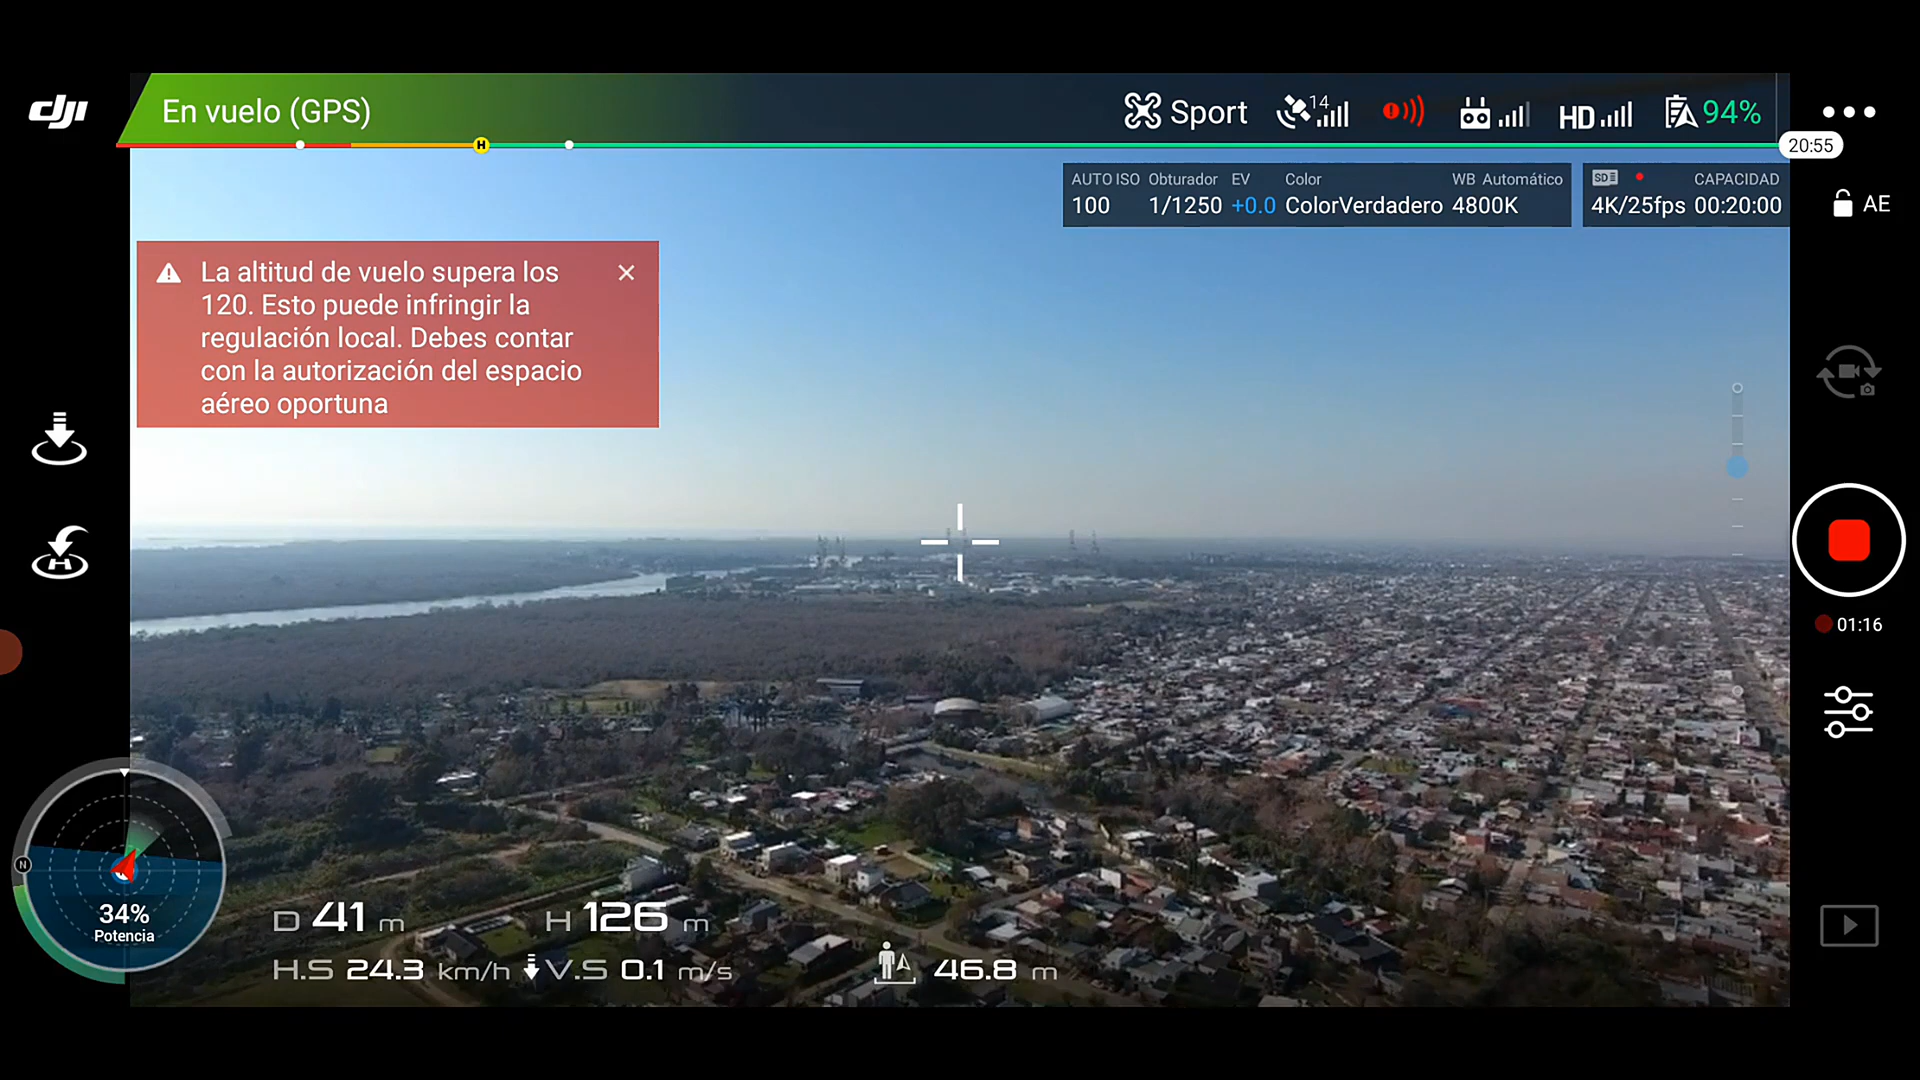 dji
En vuelo (GPS)
Sport
14
HD
94%
20:55
AUTO ISO Obturador EV Color WB Automático
100 1/1250 +0.0 ColorVerdadero 4800K
SD CAPACIDAD
4K/25fps 00:20:00
AE
La altitud de vuelo supera los
120. Esto puede infringir la
regulación local. Debes contar
con la autorización del espacio
aéreo oportuna
H
H
01:16
N
34%
Potencia
D 41 m H 126 m
H.S 24.3 km/h V.S 0.1 m/s 46.8 m